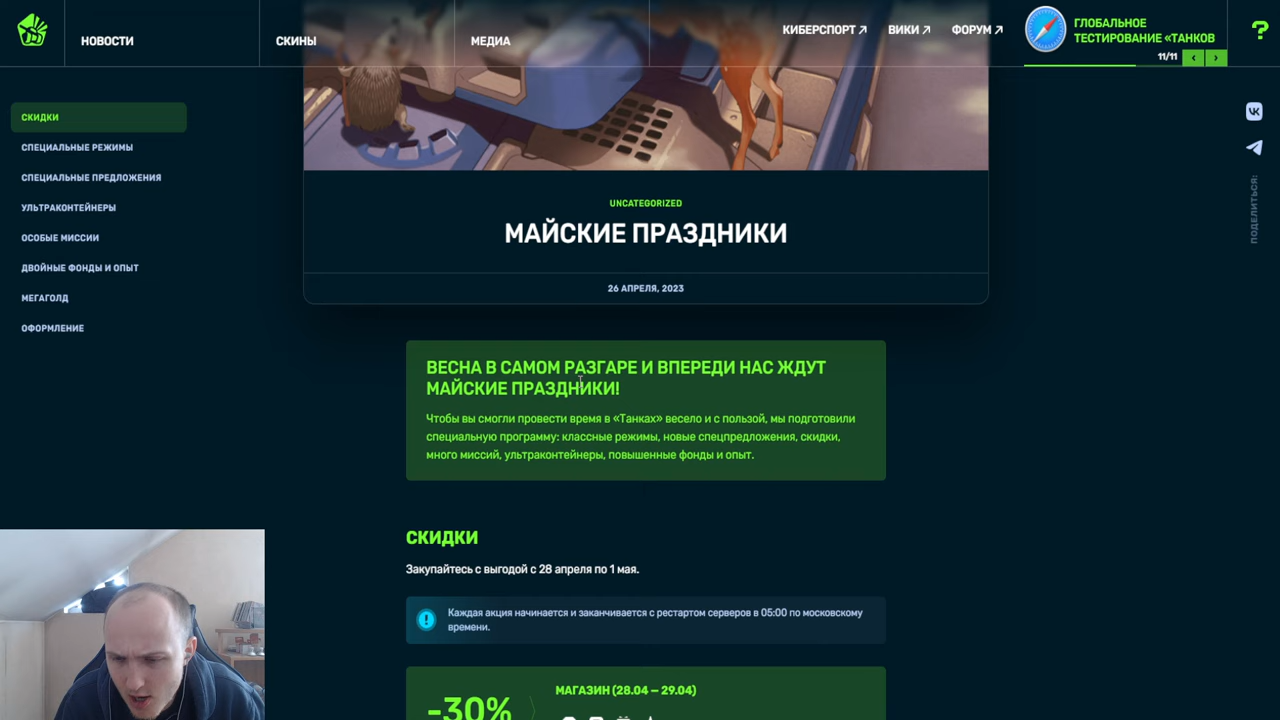 НОВОСТИ
СКИНЫ
МЕДИА
КИБЕРСПОРТ
ВИКИ
ФОРУМ
ГЛОБАЛЬНОЕ
ТЕСТИРОВАНИЕ «ТАНКОВ
11/11
?
СКИДКИ
СПЕЦИАЛЬНЫЕ РЕЖИМЫ
СПЕЦИАЛЬНЫЕ ПРЕДЛОЖЕНИЯ
УЛЬТРАКОНТЕЙНЕРЫ
ОСОБЫЕ МИССИИ
ДВОЙНЫЕ ФОНДЫ И ОПЫТ
МЕГАГОЛД
ОФОРМЛЕНИЕ
ПОДЕЛИТЬСЯ:
UNCATEGORIZED
МАЙСКИЕ ПРАЗДНИКИ
26 АПРЕЛЯ, 2023
ВЕСНА В САМОМ РАЗГАРЕ И ВПЕРЕДИ НАС ЖДУТ
МАЙСКИЕ ПРАЗДНИКИ!
Чтобы вы смогли провести время в «Танках» весело и с пользой, мы подготовили
специальную программу: классные режимы, новые спецпредложения, скидки,
много миссий, ультраконтейнеры, повышенные фонды и опыт.
СКИДКИ
Закупайтесь с выгодой с 28 апреля по 1 мая.
Каждая акция начинается и заканчивается с рестартом серверов в 05:00 по московскому
времени.
-30%
МАГАЗИН (28.04 – 29.04)